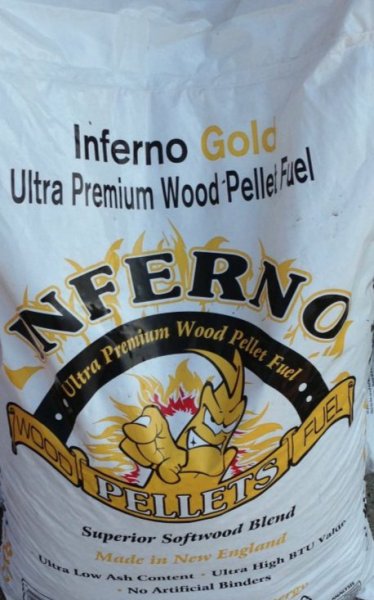 Inferno Gold
Ultra Premium Wood Pellet Fuel
INFERNO
Ultra Premium Wood Pellet Fuel
WOOD PELLETS FUEL
Superior Softwood Blend
Made in New England
Ultra Low Ash Content • Ultra High BTU Value
• No Artificial Binders